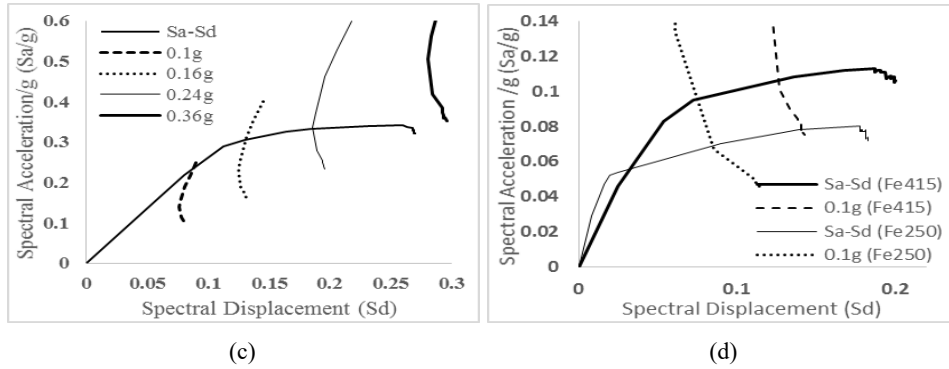 Spectral Acceleration/g (Sa/g)
0.6
0.5
0.4
0.3
0.2
0.1
0
Sa-Sd
0.1g
0.16g
0.24g
0.36g
0 0.05 0.1 0.15 0.2 0.25 0.3
Spectral Displacement (Sd)
(c)
Spectral Acceleration /g (Sa/g)
0.14
0.12
0.1
0.08
0.06
0.04
0.02
0
Sa-Sd (Fe415)
0.1g (Fe415)
Sa-Sd (Fe250)
0.1g (Fe250)
0 0.1 0.2
Spectral Displacement (Sd)
(d)